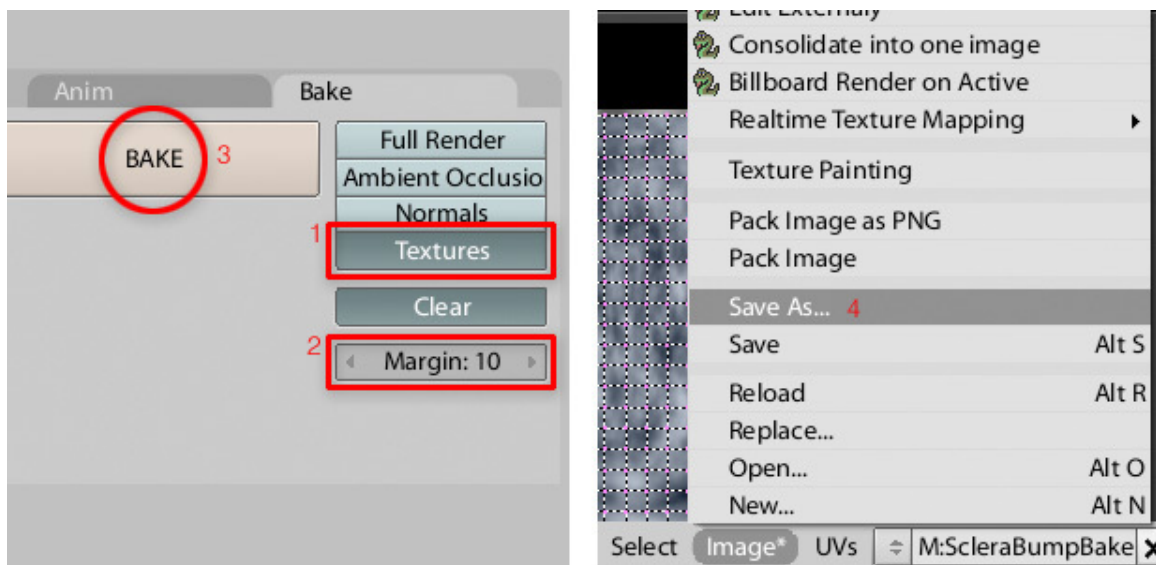 Anim
Bake
BAKE
3
Full Render
Ambient Occlusio
Normals
1
Textures
Clear
2
Margin: 10
Edit Externaly
Consolidate into one image
Billboard Render on Active
Realtime Texture Mapping
Texture Painting
Pack Image as PNG
Pack Image
Save As... 4
Save Alt S
Reload Alt R
Replace...
Open... Alt O
New... Alt N
Select Image* UVs M:ScleraBumpBake